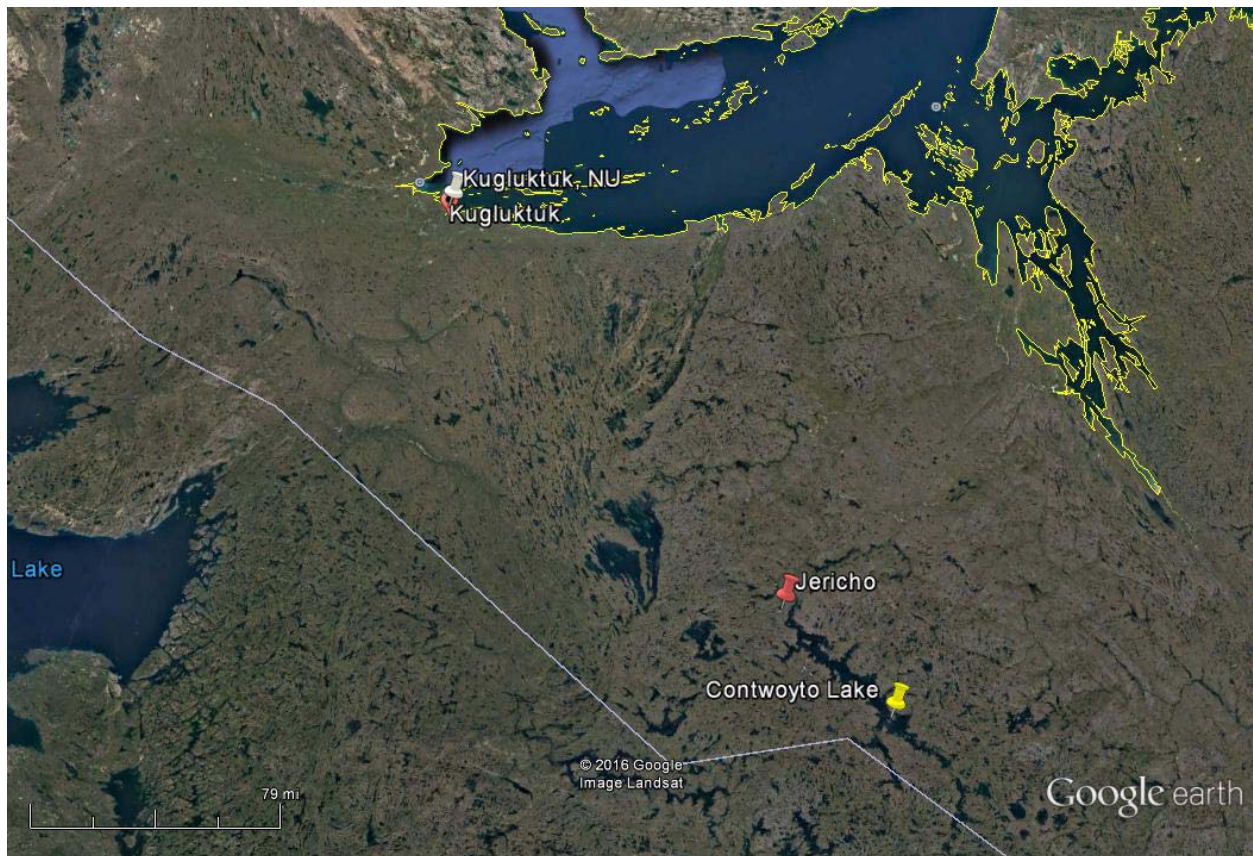 Kugluktuk, NU
Kugluktuk
Lake
Jericho
Contwoyto Lake
© 2016 Google
Image Landsat
79 mi
Google earth